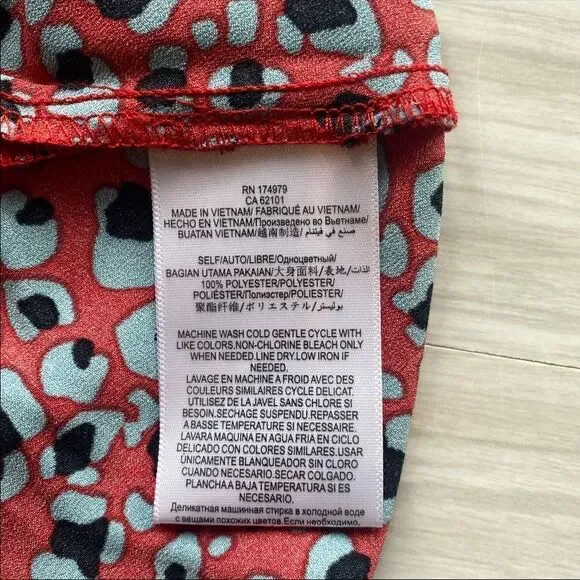 RN 174979
CA 62101
MADE IN VIETNAM/ FABRIQUÉ AU VIETNAM/
HECHO EN VIETNAM/Произведено во Вьетнаме/
BUATAN VIETNAM/越南制造/ صنع في فيتنام/
SELF/AUTO/LIBRE/Одноцветный/
BAGIAN UTAMA PAKAIAN/大身面料/表地/الذات/
100% POLYESTER/POLYESTER/
POLIÉSTER/Полиэстер/POLIESTER/
聚酯纤维/ポリエステル/بوليستر
MACHINE WASH COLD GENTLE CYCLE WITH
LIKE COLORS.NON-CHLORINE BLEACH ONLY
WHEN NEEDED.LINE DRY.LOW IRON IF
NEEDED.
LAVAGE EN MACHINE A FROID AVEC DES
COULEURS SIMILAIRES CYCLE DELICAT.
UTILISEZ DE LA JAVEL SANS CHLORE SI
BESOIN.SECHAGE SUSPENDU.REPASSER
A BASSE TEMPERATURE SI NECESSAIRE.
LAVARA MAQUINA EN AGUA FRIA EN CICLO
DELICADO CON COLORES SIMILARES. USAR
ÚNICAMENTE BLANQUEADOR SIN CLORO
CUANDO NECESARIO.SECAR COLGADO.
PLANCHA A BAJA TEMPERATURA SI ES
NECESARIO.
Деликатная машинная стирка в холодной воде
с вещами похожих цветов.Если необходимо,